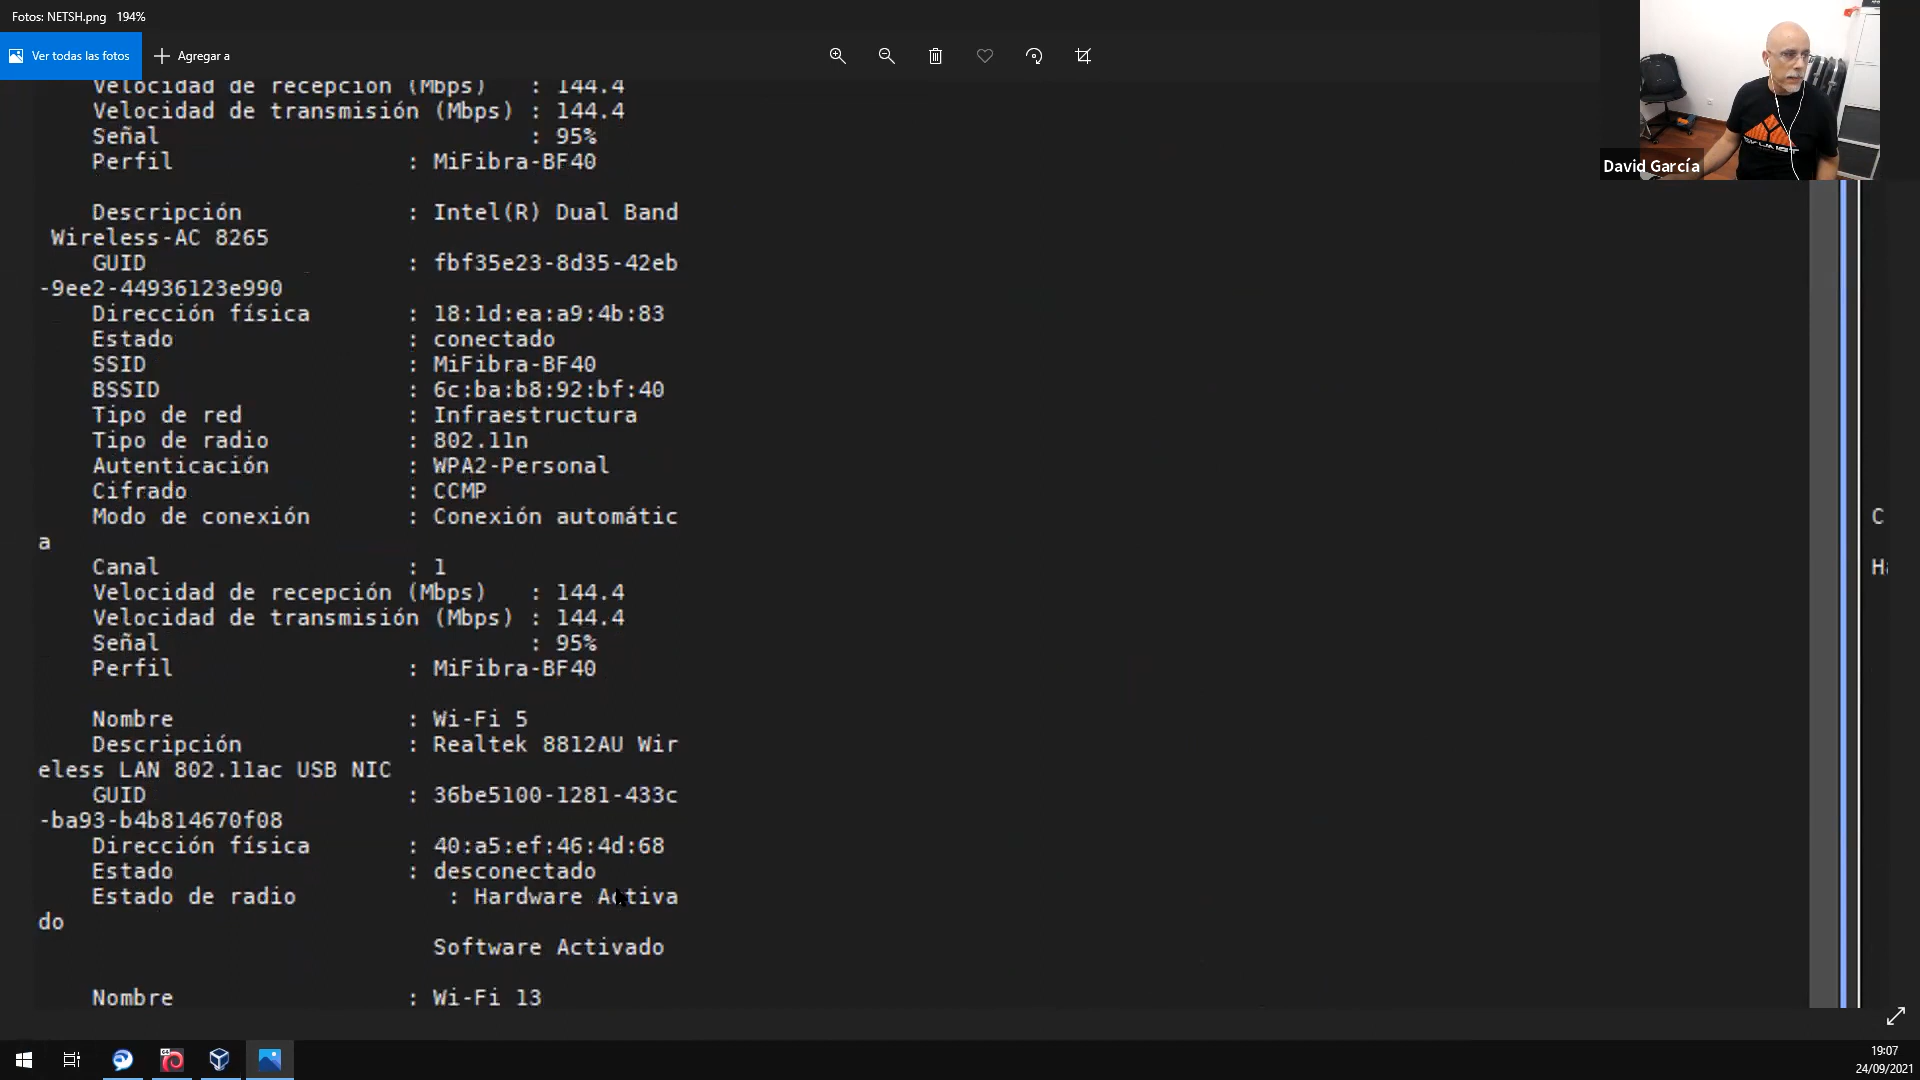 Fotos: NETSH.png 194%
Ver todas las fotos
Agregar a
David García
Velocidad de recepción (Mbps) : 144.4
Velocidad de transmisión (Mbps) : 144.4
Señal : 95%
Perfil : MiFibra-BF40
Descripción : Intel(R) Dual Band
Wireless-AC 8265
GUID : fbf35e23-8d35-42eb
-9ee2-44936123e990
Dirección física : 18:1d:ea:a9:4b:83
Estado : conectado
SSID : MiFibra-BF40
BSSID : 6c:ba:b8:92:bf:40
Tipo de red : Infraestructura
Tipo de radio : 802.11n
Autenticación : WPA2-Personal
Cifrado : CCMP
Modo de conexión : Conexión automátic
a
Canal : 1
Velocidad de recepción (Mbps) : 144.4
Velocidad de transmisión (Mbps) : 144.4
Señal : 95%
Perfil : MiFibra-BF40
Nombre : Wi-Fi 5
Descripción : Realtek 8812AU Wir
eless LAN 802.11ac USB NIC
GUID : 36be5100-1281-433c
-ba93-b4b814670f08
Dirección física : 40:a5:ef:46:4d:68
Estado : desconectado
Estado de radio : Hardware Activa
do
Software Activado
Nombre : Wi-Fi 13
C
19:07
24/09/2021